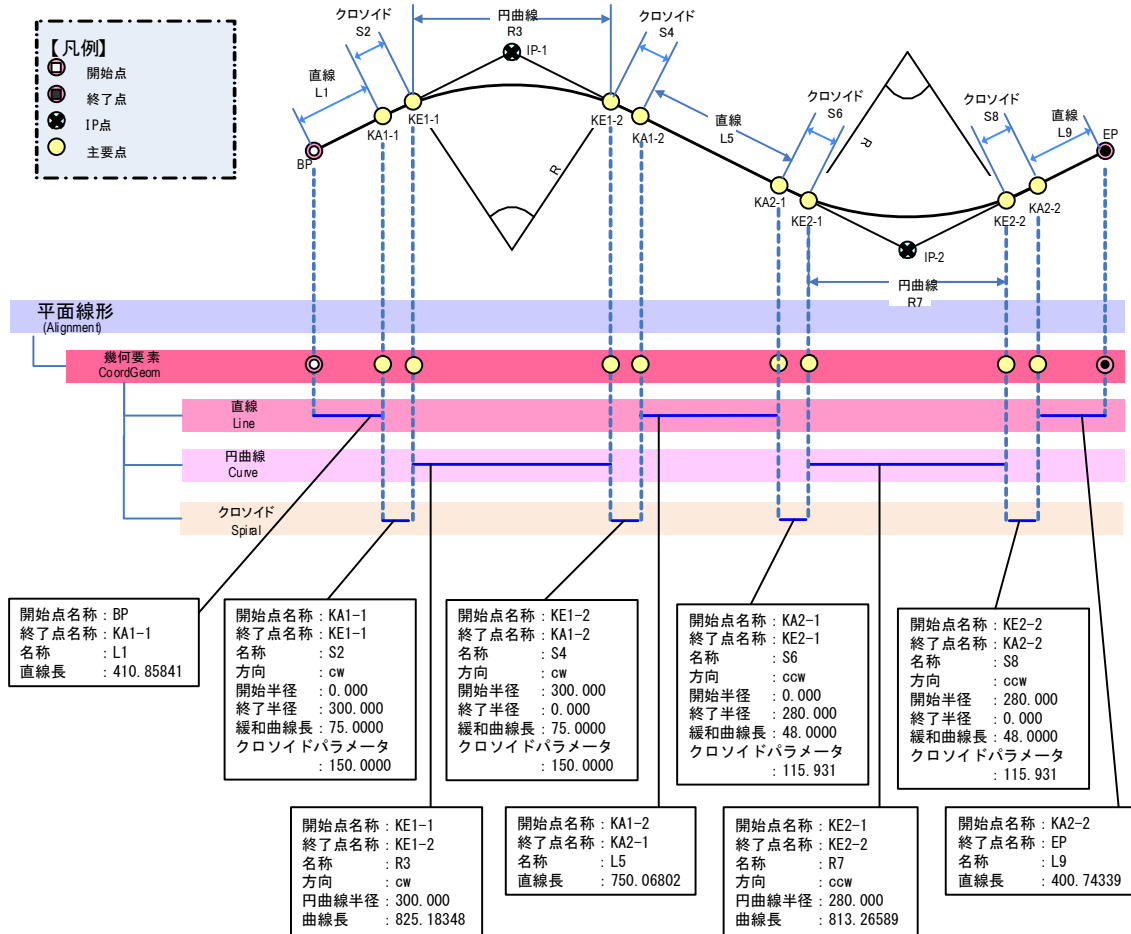 【凡例】
開始点
終了点
IP点
主要点
クロソイド
S2
円曲線
R3
クロソイド
S4
直線
L1
IP-1
直線
L5
クロソイド
S6
クロソイド
S8
直線
L9
BP
KA1-1
KE1-1
KE1-2
KA1-2
R
R
KA2-1
KE2-1
KE2-2
KA2-2
EP
IP-2
円曲線
R7
平面線形
(Alignment)
幾何要素
CoordGeom
直線
Line
円曲線
Curve
クロソイド
Spiral
開始点名称：BP
終了点名称：KA1-1
名称　　　：L1
直線長　　：410.85841
開始点名称：KA1-1
終了点名称：KE1-1
名称　　　：S2
方向　　　：cw
開始半径　：0.000
終了半径　：300.000
緩和曲線長：75.0000
クロソイドパラメータ
：150.0000
開始点名称：KE1-2
終了点名称：KA1-2
名称　　　：S4
方向　　　：cw
開始半径　：300.000
終了半径　：0.000
緩和曲線長：75.0000
クロソイドパラメータ
：150.0000
開始点名称：KA2-1
終了点名称：KE2-1
名称　　　：S6
方向　　　：ccw
開始半径　：0.000
終了半径　：280.000
緩和曲線長：48.0000
クロソイドパラメータ
：115.931
開始点名称：KE2-2
終了点名称：KA2-2
名称　　　：S8
方向　　　：ccw
開始半径　：280.000
終了半径　：0.000
緩和曲線長：48.0000
クロソイドパラメータ
：115.931
開始点名称：KE1-1
終了点名称：KE1-2
名称　　　：R3
方向　　　：cw
円曲線半径：300.000
曲線長　　：825.18348
開始点名称：KA1-2
終了点名称：KA2-1
名称　　　：L5
直線長　　：750.06802
開始点名称：KE2-1
終了点名称：KE2-2
名称　　　：R7
方向　　　：ccw
円曲線半径：280.000
曲線長　　：813.26589
開始点名称：KA2-2
終了点名称：EP
名称　　　：L9
直線長　　：400.74339